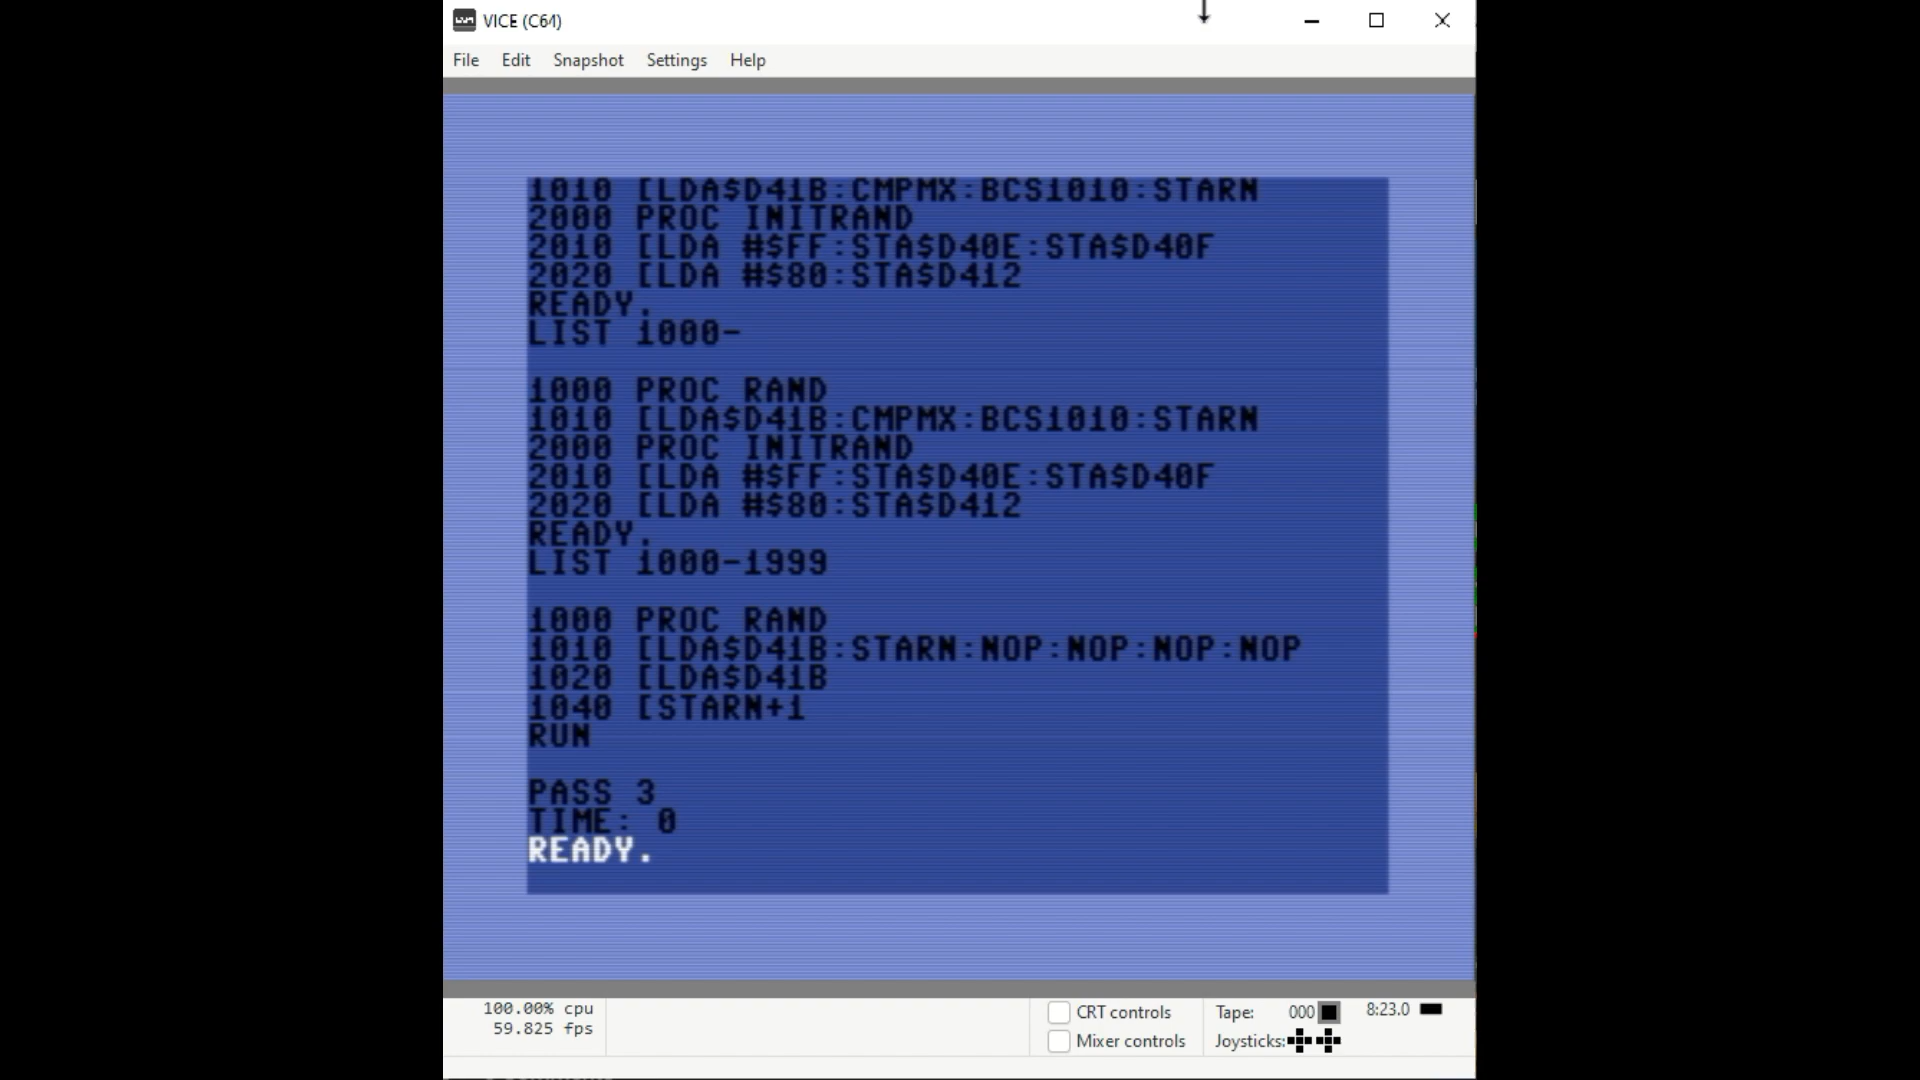 VICE (C64)
File Edit Snapshot Settings Help
1010 [LDA$D41B:CMPMX:BCS1010:STARN
2000 PROC INITRAND
2010 [LDA #$FF:STA$D40E:STA$D40F
2020 [LDA #$80:STA$D412
READY.
LIST 1000-
1000 PROC RAND
1010 [LDA$D41B:CMPMX:BCS1010:STARN
2000 PROC INITRAND
2010 [LDA #$FF:STA$D40E:STA$D40F
2020 [LDA #$80:STA$D412
READY.
LIST 1000-1999
1000 PROC RAND
1010 [LDA$D41B:STARN:NOP:NOP:NOP:NOP
1020 [LDA$D41B
1040 [STARN+1
RUN
PASS 3
TIME: 0
READY.
100.00% cpu
59.825 fps
CRT controls
Mixer controls
Tape: 000
Joysticks:
8:23.0